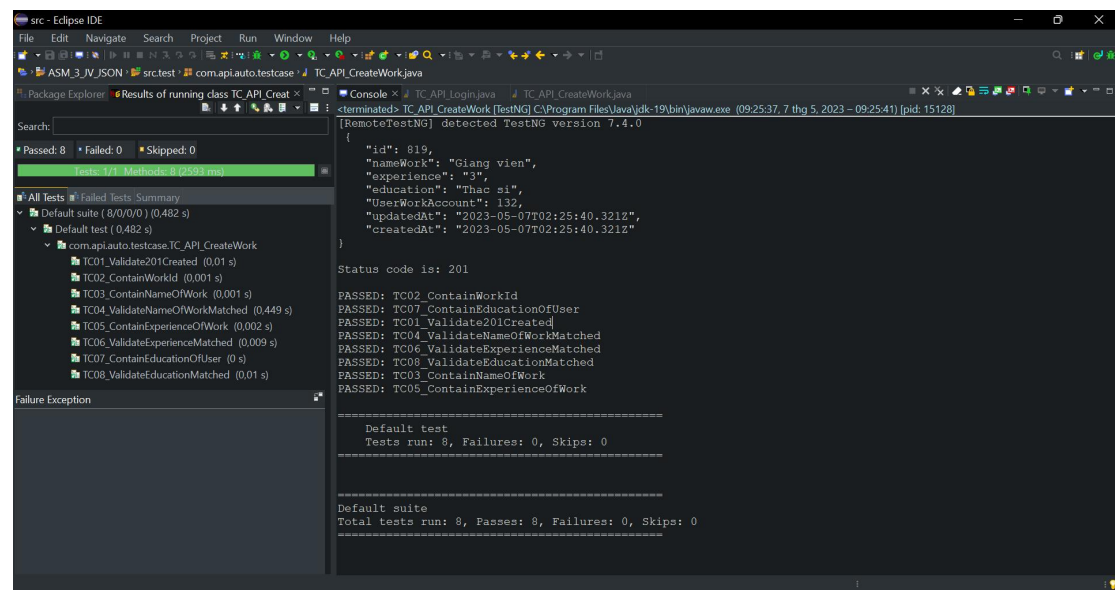 src - Eclipse IDE
File Edit Navigate Search Project Run Window Help
ASM_3_JV_JSON src.test com.api.auto.testcase TC_API_CreateWork.java
Package Explorer Results of running class TC_API_Creat
Search:
Passed: 8 Failed: 0 Skipped: 0
Tests: 1/1 Methods: 8 (2593 ms)
All Tests Failed Tests Summary
Default suite ( 8/0/0/0 ) (0,482 s)
Default test ( 0,482 s)
com.api.auto.testcase.TC_API_CreateWork
TC01_Validate201Created (0,01 s)
TC02_ContainWorkId (0,001 s)
TC03_ContainNameOfWork (0,001 s)
TC04_ValidateNameOfWorkMatched (0,449 s)
TC05_ContainExperienceOfWork (0,002 s)
TC06_ValidateExperienceMatched (0,009 s)
TC07_ContainEducationOfUser (0 s)
TC08_ValidateEducationMatched (0,01 s)
Failure Exception
Console TC_API_Login.java TC_API_CreateWork.java
<terminated> TC_API_CreateWork [TestNG] C:\Program Files\Java\jdk-19\bin\javaw.exe (09:25:37, 7 thg 5, 2023 – 09:25:41) [pid: 15128]
[RemoteTestNG] detected TestNG version 7.4.0
{
"id": 819,
"nameWork": "Giang vien",
"experience": "3",
"education": "Thac si",
"UserWorkAccount": 132,
"updatedAt": "2023-05-07T02:25:40.321Z",
"createdAt": "2023-05-07T02:25:40.321Z"
}
Status code is: 201
PASSED: TC02_ContainWorkId
PASSED: TC07_ContainEducationOfUser
PASSED: TC01_Validate201Created
PASSED: TC04_ValidateNameOfWorkMatched
PASSED: TC06_ValidateExperienceMatched
PASSED: TC08_ValidateEducationMatched
PASSED: TC03_ContainNameOfWork
PASSED: TC05_ContainExperienceOfWork
===============================================
Default test
Tests run: 8, Failures: 0, Skips: 0
===============================================
===============================================
Default suite
Total tests run: 8, Passes: 8, Failures: 0, Skips: 0
===============================================